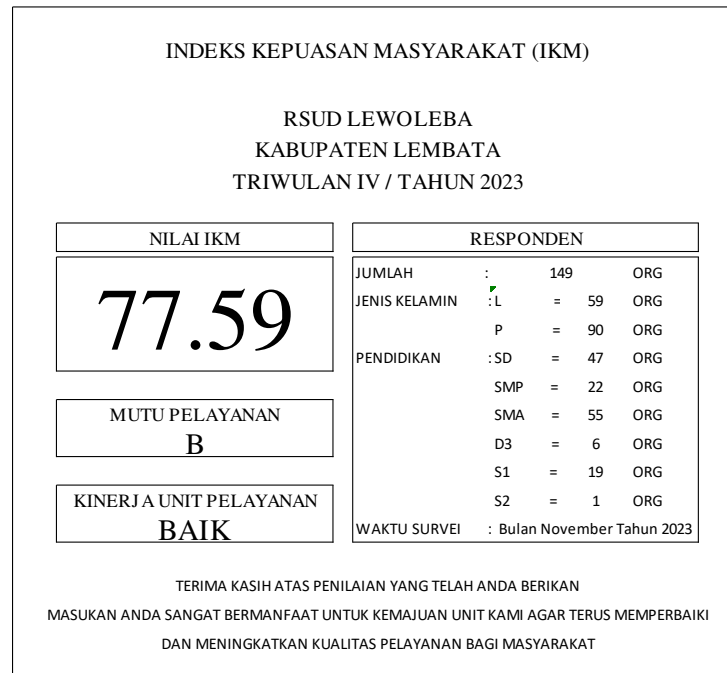 INDEKS KEPUASAN MASYARAKAT (IKM)
RSUD LEWOLEBA
KABUPATEN LEMBATA
TRIWULAN IV / TAHUN 2023
NILAI IKM
77.59
MUTU PELAYANAN
B
KINERJA UNIT PELAYANAN
BAIK
RESPONDEN
JUMLAH : 149 ORG
JENIS KELAMIN : L = 59 ORG
P = 90 ORG
PENDIDIKAN : SD = 47 ORG
SMP = 22 ORG
SMA = 55 ORG
D3 = 6 ORG
S1 = 19 ORG
S2 = 1 ORG
WAKTU SURVEI : Bulan November Tahun 2023
TERIMA KASIH ATAS PENILAIAN YANG TELAH ANDA BERIKAN
MASUKAN ANDA SANGAT BERMANFAAT UNTUK KEMAJUAN UNIT KAMI AGAR TERUS MEMPERBAIKI
DAN MENINGKATKAN KUALITAS PELAYANAN BAGI MASYARAKAT